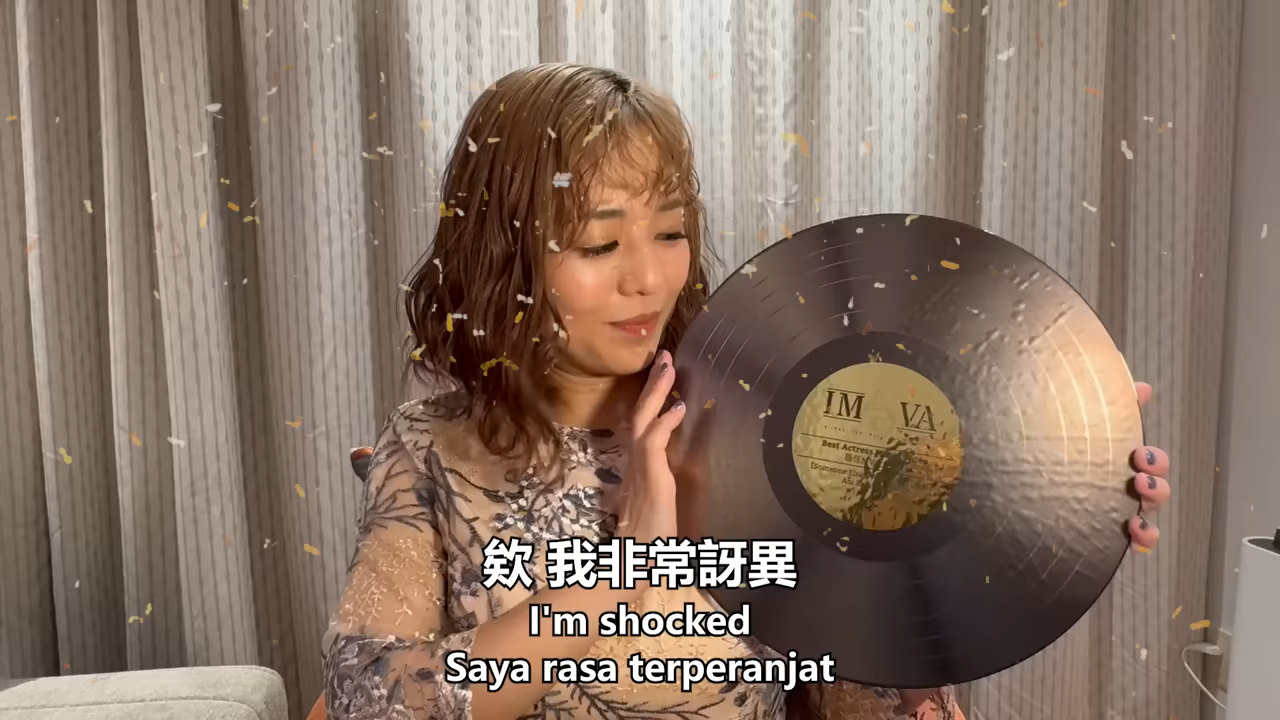 IM VA
Best Actress
欸 我非常訝異
I'm shocked
Saya rasa terperanjat